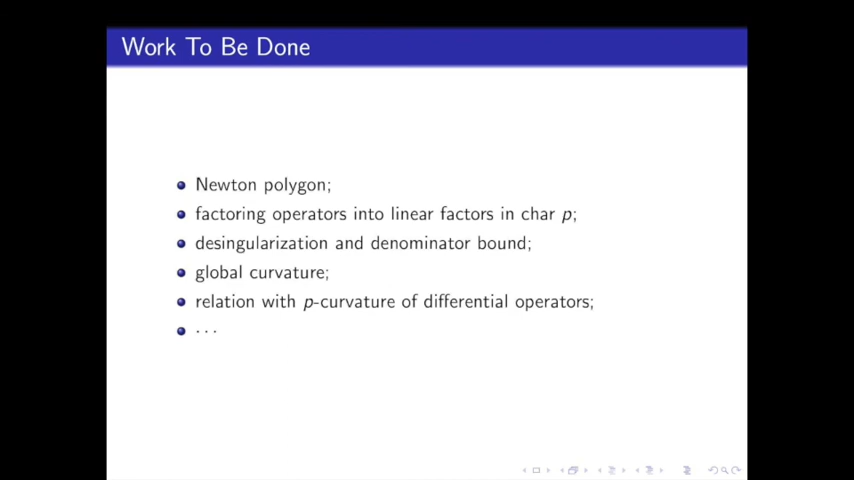 Work To Be Done
Newton polygon;
factoring operators into linear factors in char p;
desingularization and denominator bound;
global curvature;
relation with p-curvature of differential operators;
· · ·